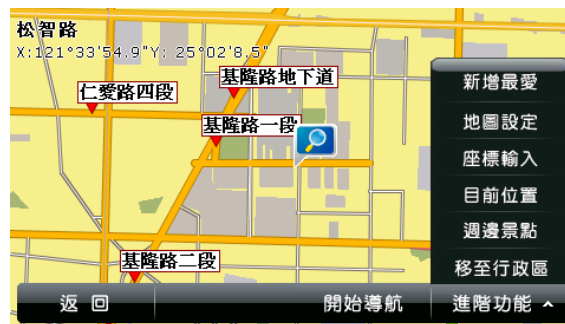 松智路
X:121°33'54.9"Y: 25°02'8.5"
基隆路地下道
仁愛路四段
基隆路一段
基隆路二段
新增最愛
地圖設定
座標輸入
目前位置
週邊景點
移至行政區
返 回
開始導航
進階功能